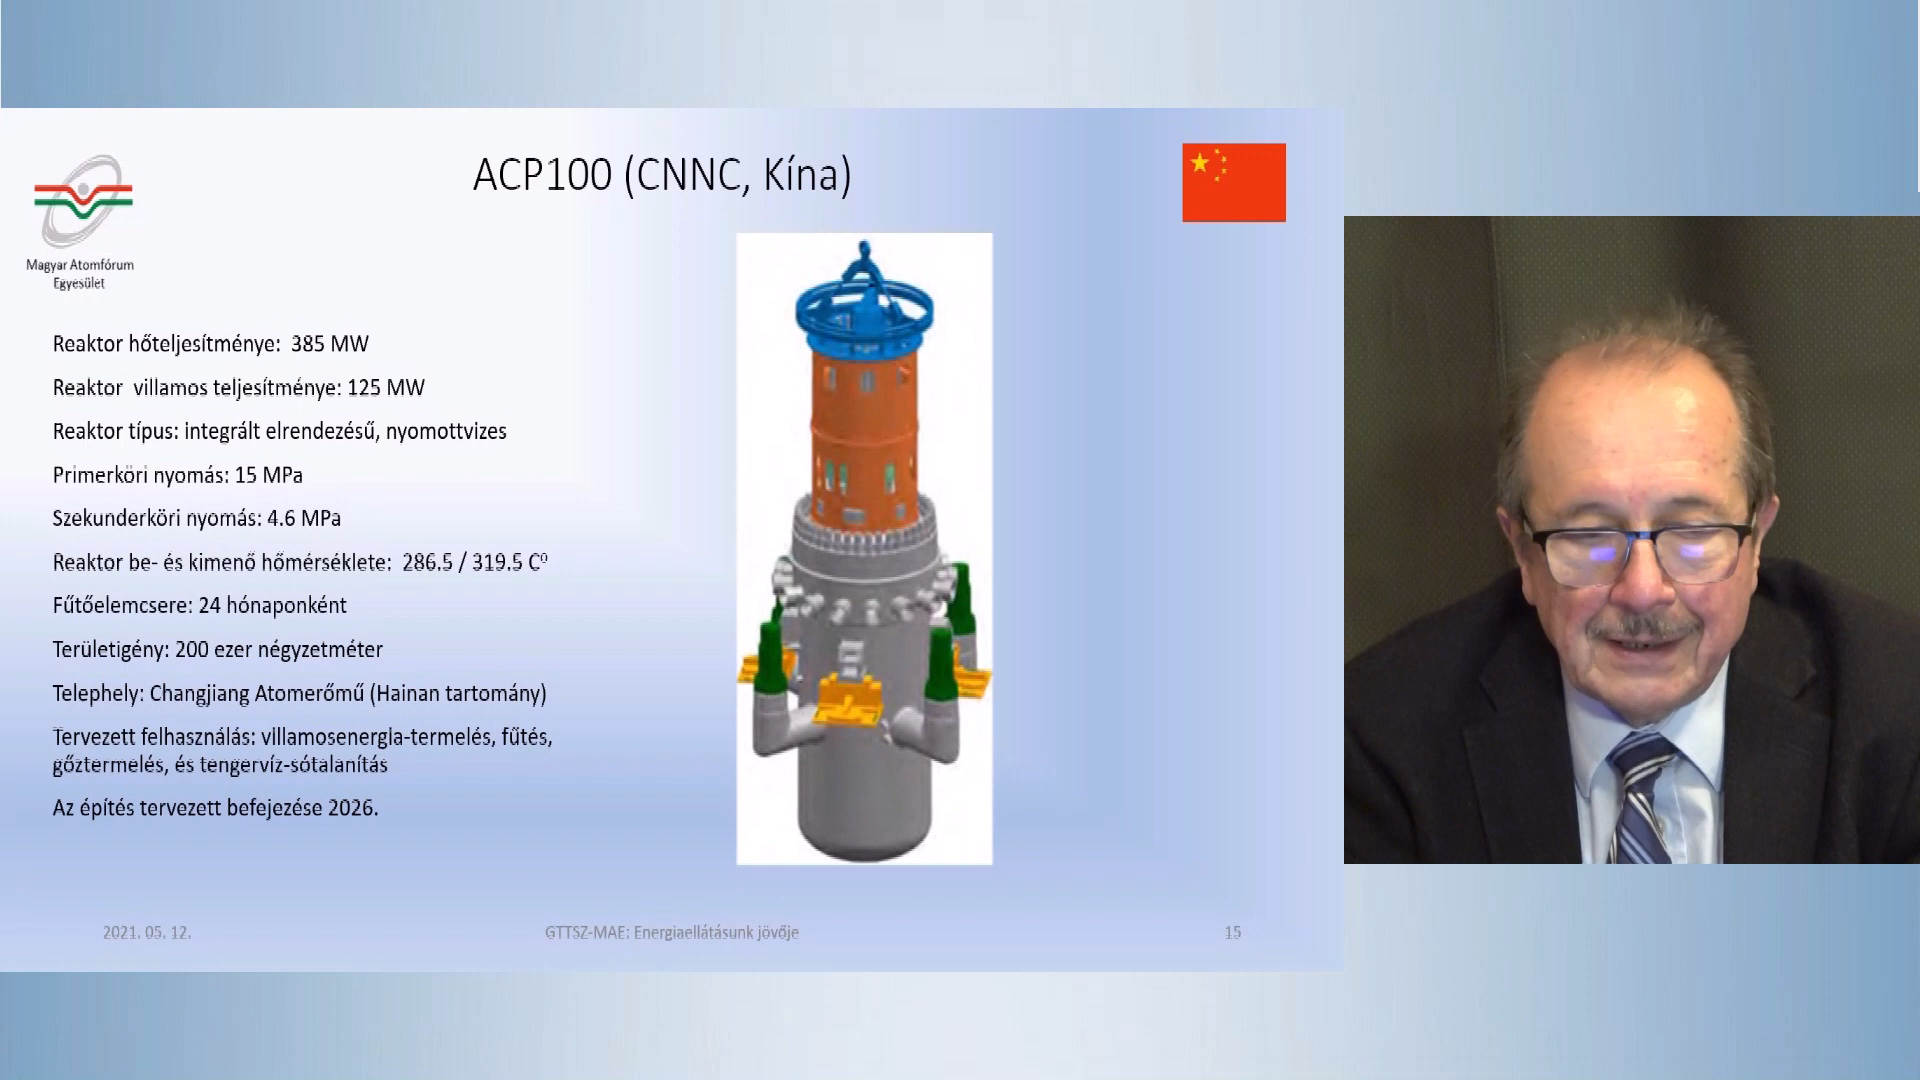 ACP100 (CNNC, Kína)
Magyar Atomfórum
Egyesület
Reaktor hőteljesítménye:  385 MW
Reaktor  villamos teljesítménye: 125 MW
Reaktor típus: integrált elrendezésű, nyomottvizes
Primerköri nyomás: 15 MPa
Szekunderköri nyomás: 4.6 MPa
Reaktor be- és kimenő hőmérséklete:  286.5 / 319.5 Cº
Fűtőelemcsere: 24 hónaponként
Területigény: 200 ezer négyzetméter
Telephely: Changjiang Atomerőmű (Hainan tartomány)
Tervezett felhasználás: villamosenergia-termelés, fűtés,
gőztermelés, és tengervíz-sótalanítás
Az építés tervezett befejezése 2026.
2021. 05. 12.
GTTSZ-MAE: Energiaellátásunk jövője
15